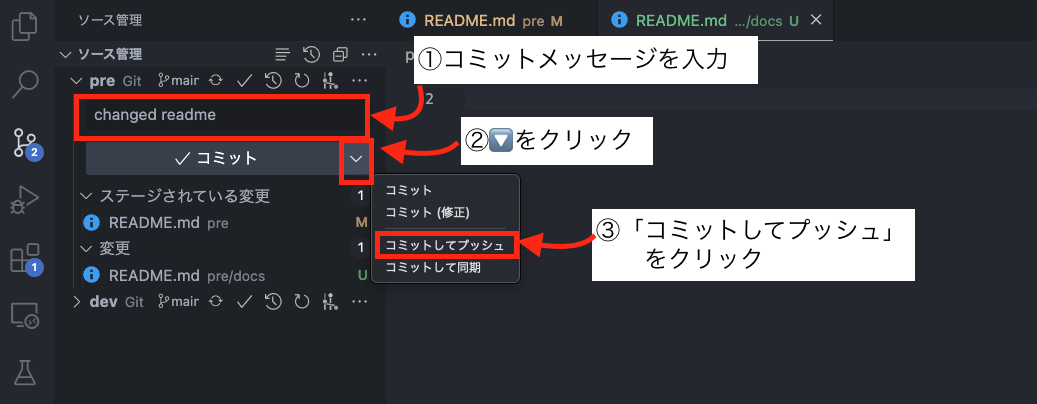 ソース管理
README.md pre M
README.md .../docs U
ソース管理
①コミットメッセージを入力
pre Git main
changed readme
2
②🔽をクリック
コミット
2
ステージされている変更 1
README.md pre M
変更 1
README.md pre/docs U
dev Git main
1
コミット
コミット (修正)
コミットしてプッシュ
コミットして同期
③「コミットしてプッシュ」
をクリック